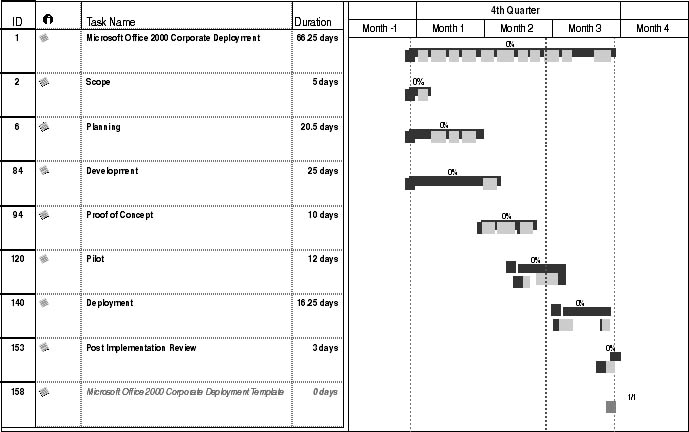 4th Quarter
ID Task Name Duration Month -1 Month 1 Month 2 Month 3 Month 4
1 Microsoft Office 2000 Corporate Deployment 66.25 days 0%
2 Scope 5 days 0%
6 Planning 20.5 days 0%
84 Development 25 days 0%
94 Proof of Concept 10 days 0%
120 Pilot 12 days 0%
140 Deployment 16.25 days 0%
153 Post Implementation Review 3 days 0%
158 Microsoft Office 2000 Corporate Deployment Template 0 days 1/1